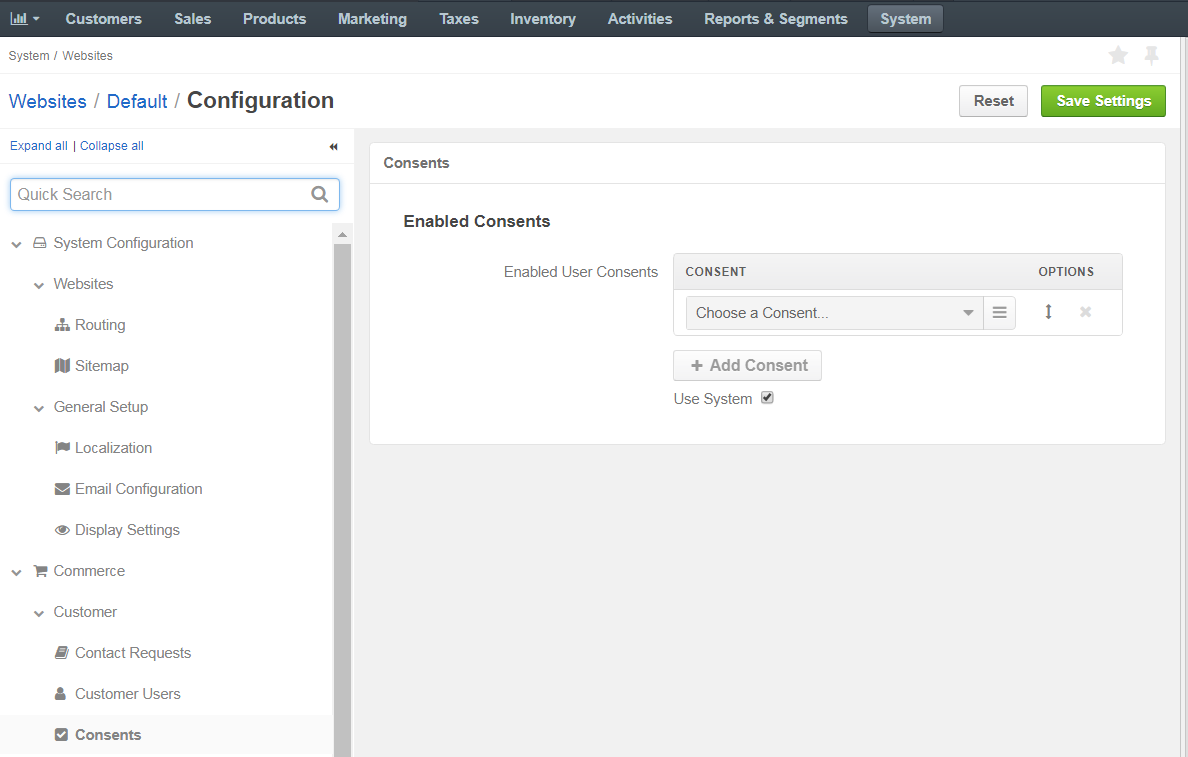 Customers Sales Products Marketing Taxes Inventory Activities Reports & Segments System
System / Websites
Websites / Default / Configuration
Reset
Save Settings
Expand all | Collapse all
Quick Search
System Configuration
Websites
Routing
Sitemap
General Setup
Localization
Email Configuration
Display Settings
Commerce
Customer
Contact Requests
Customer Users
Consents
Consents
Enabled Consents
Enabled User Consents
CONSENT OPTIONS
Choose a Consent...
+ Add Consent
Use System